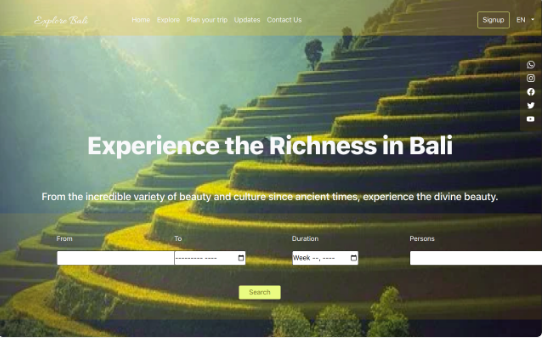 Explore Bali
Home Explore Plan your trip Updates Contact Us
Signup EN
Experience the Richness in Bali
From the incredible variety of beauty and culture since ancient times, experience the divine beauty.
From To Duration Persons
--------- ---- Week --, ----
Search